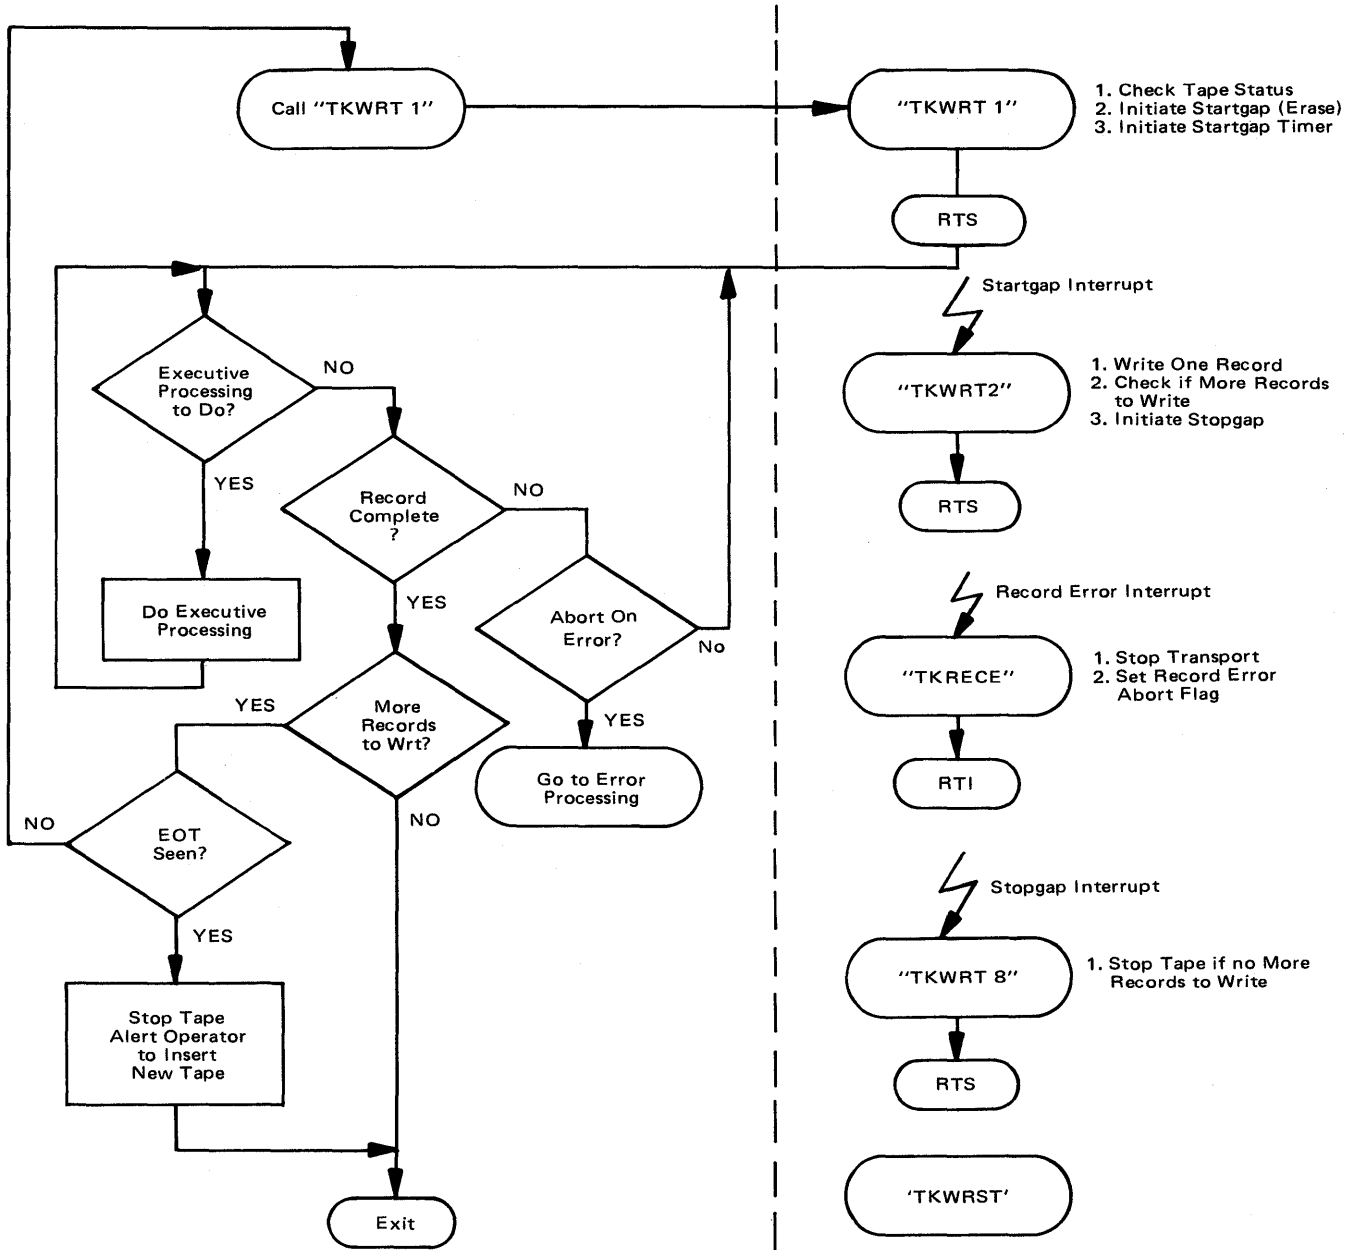 Call "TKWRT 1"
"TKWRT 1"
1. Check Tape Status
2. Initiate Startgap (Erase)
3. Initiate Startgap Timer
RTS
Startgap Interrupt
Executive
Processing
to Do?
NO
YES
"TKWRT2"
1. Write One Record
2. Check if More Records
to Write
3. Initiate Stopgap
RTS
Record
Complete
?
NO
YES
Do Executive
Processing
Abort On
Error?
No
YES
Record Error Interrupt
"TKRECE"
1. Stop Transport
2. Set Record Error
Abort Flag
RTI
More
Records
to Wrt?
YES
NO
Go to Error
Processing
EOT
Seen?
NO
YES
Stopgap Interrupt
"TKWRT 8"
1. Stop Tape if no More
Records to Write
RTS
Stop Tape
Alert Operator
to Insert
New Tape
Exit
'TKWRST'